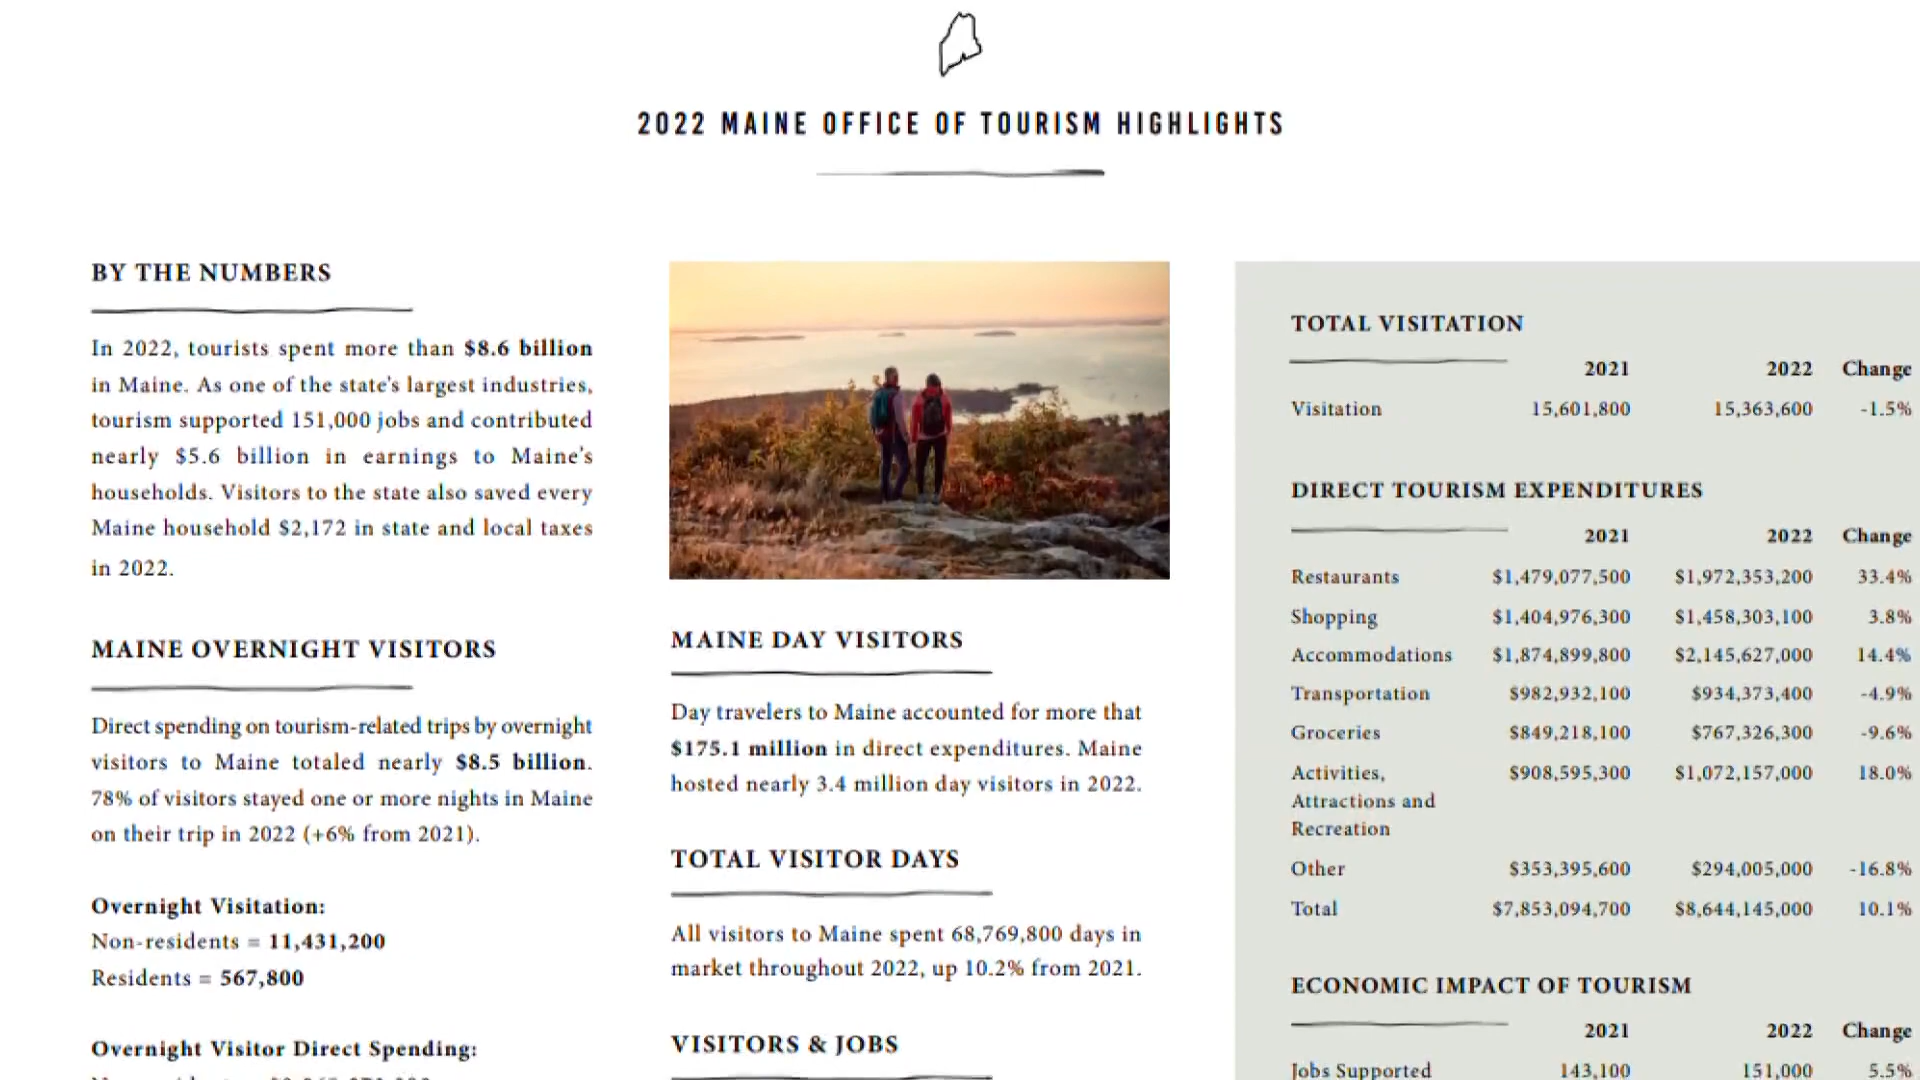 2022 MAINE OFFICE OF TOURISM HIGHLIGHTS
BY THE NUMBERS
In 2022, tourists spent more than $8.6 billion
in Maine. As one of the state's largest industries,
tourism supported 151,000 jobs and contributed
nearly $5.6 billion in earnings to Maine's
households. Visitors to the state also saved every
Maine household $2,172 in state and local taxes
in 2022.
MAINE OVERNIGHT VISITORS
Direct spending on tourism-related trips by overnight
visitors to Maine totaled nearly $8.5 billion.
78% of visitors stayed one or more nights in Maine
on their trip in 2022 (+6% from 2021).
Overnight Visitation:
Non-residents = 11,431,200
Residents = 567,800
Overnight Visitor Direct Spending:
MAINE DAY VISITORS
Day travelers to Maine accounted for more that
$175.1 million in direct expenditures. Maine
hosted nearly 3.4 million day visitors in 2022.
TOTAL VISITOR DAYS
All visitors to Maine spent 68,769,800 days in
market throughout 2022, up 10.2% from 2021.
VISITORS & JOBS
TOTAL VISITATION
2021 2022 Change
Visitation 15,601,800 15,363,600 -1.5%
DIRECT TOURISM EXPENDITURES
2021 2022 Change
Restaurants $1,479,077,500 $1,972,353,200 33.4%
Shopping $1,404,976,300 $1,458,303,100 3.8%
Accommodations $1,874,899,800 $2,145,627,000 14.4%
Transportation $982,932,100 $934,373,400 -4.9%
Groceries $849,218,100 $767,326,300 -9.6%
Activities, $908,595,300 $1,072,157,000 18.0%
Attractions and
Recreation
Other $353,395,600 $294,005,000 -16.8%
Total $7,853,094,700 $8,644,145,000 10.1%
ECONOMIC IMPACT OF TOURISM
2021 2022 Change
Jobs Supported 143,100 151,000 5.5%